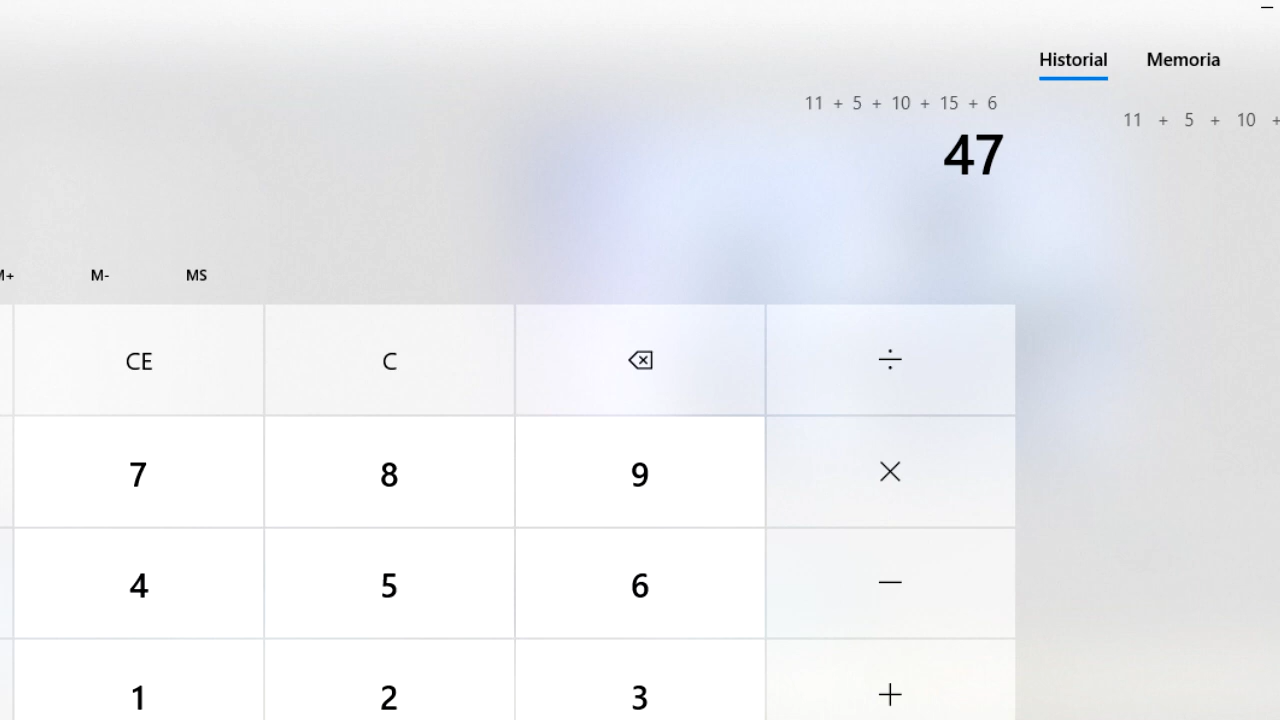 Historial Memoria
11 + 5 + 10 + 15 + 6
11 + 5 + 10 +
47
M+ M- MS
CE C ÷
7 8 9 ×
4 5 6 −
1 2 3 +